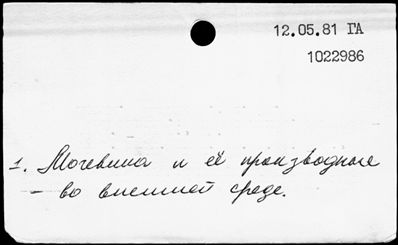 12.05.81 ГА
1022986
1. Мочевина и её производные
– во внешней среде.